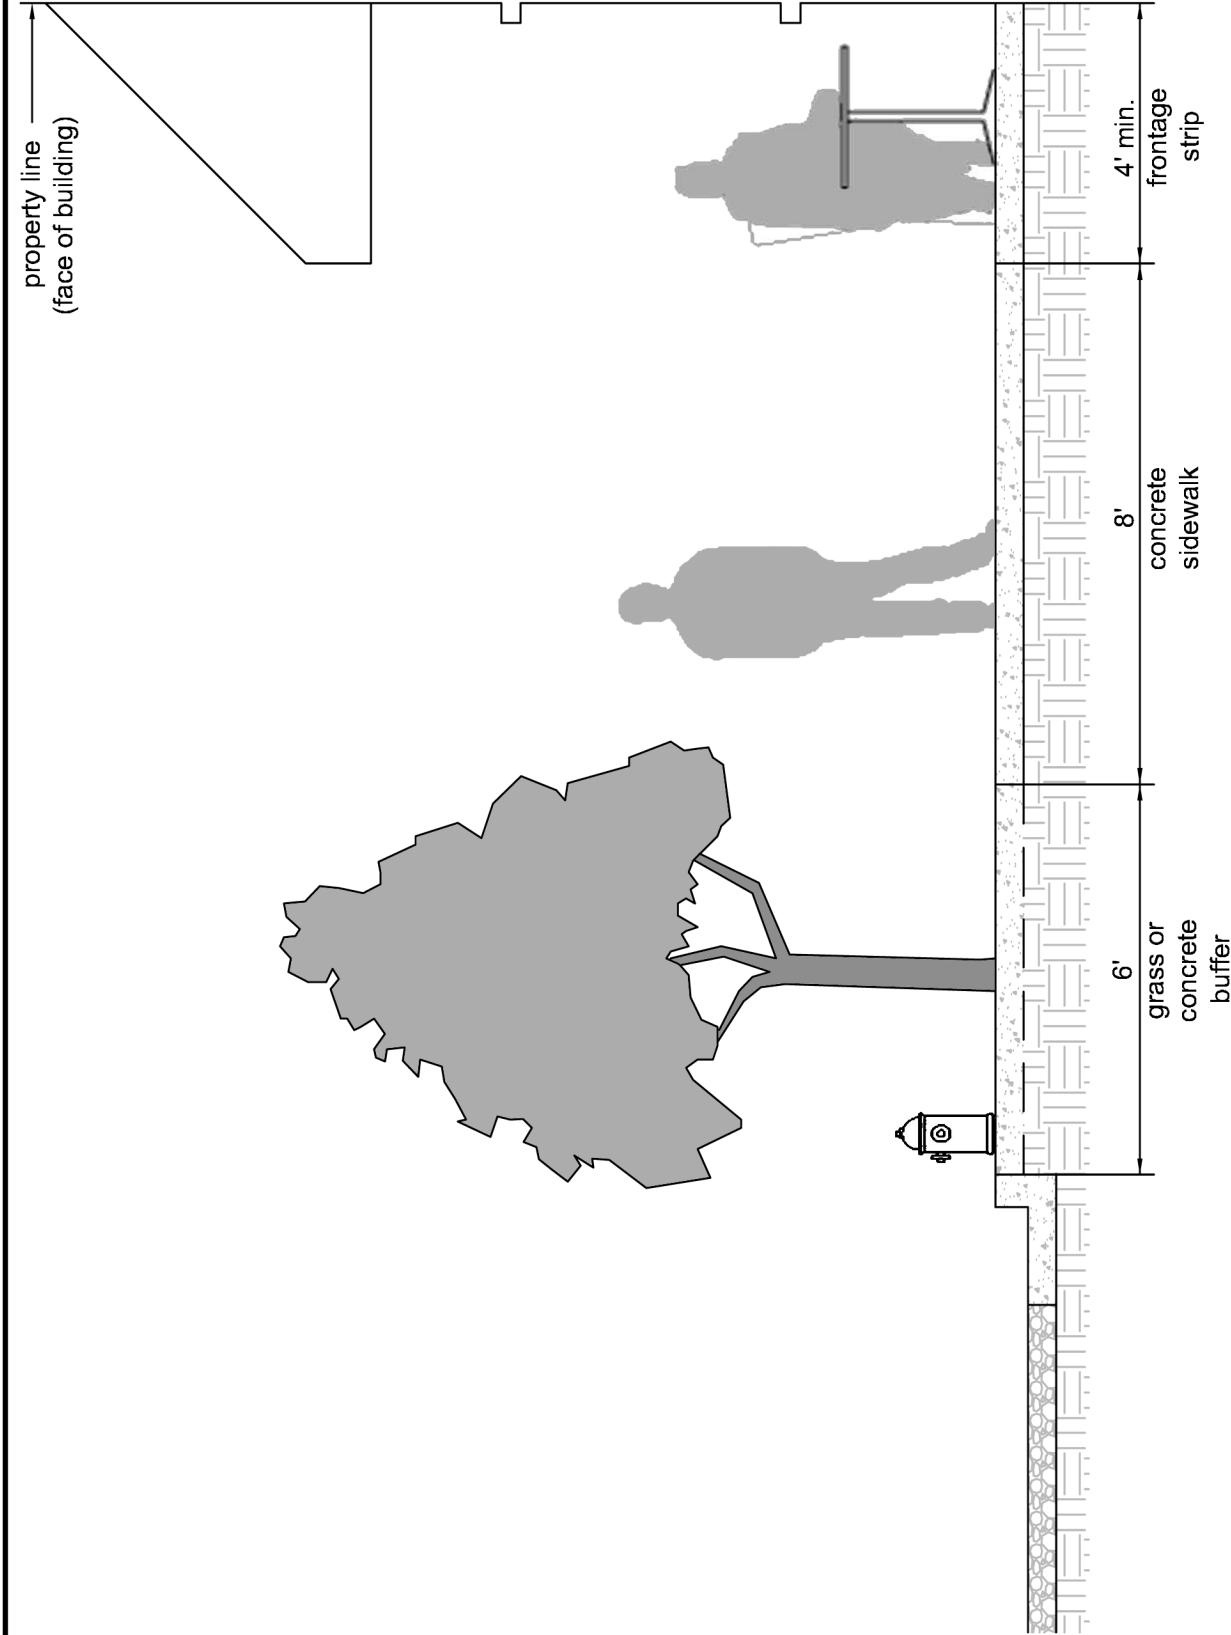 property line
(face of building)
6'
grass or
concrete
buffer
8'
concrete
sidewalk
4' min.
frontage
strip